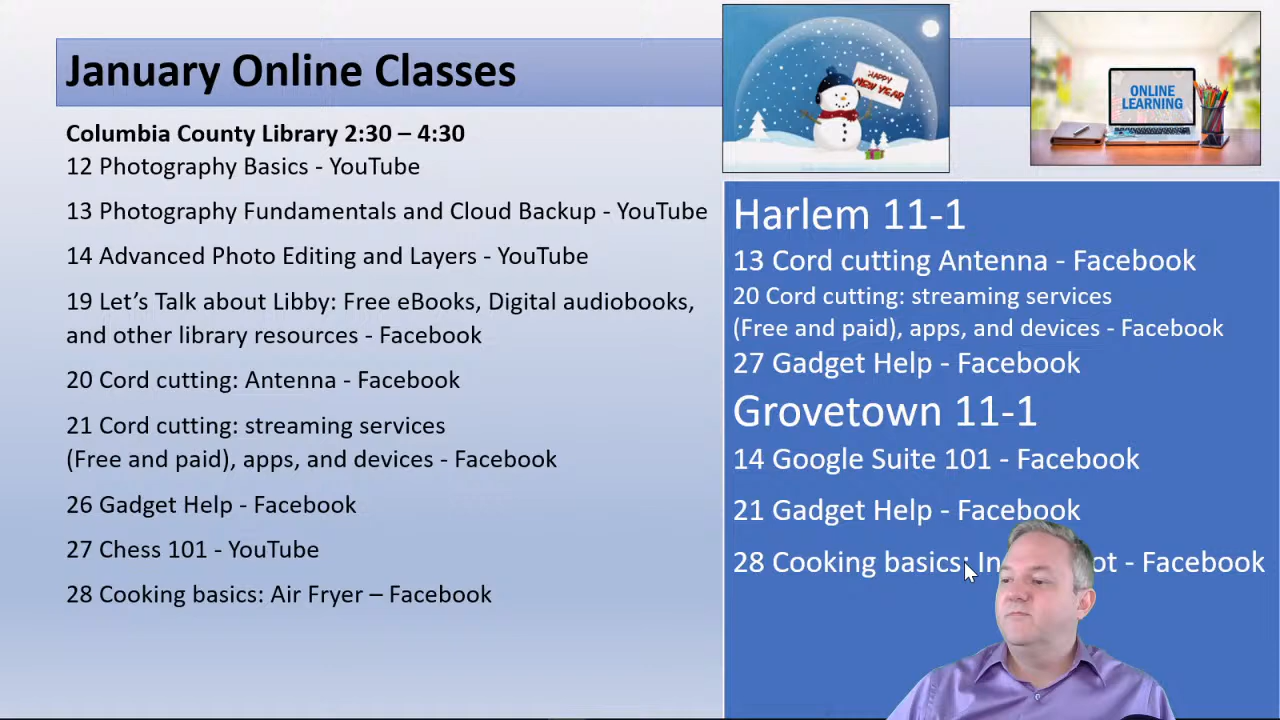 January Online Classes
Columbia County Library 2:30 – 4:30
12 Photography Basics - YouTube
13 Photography Fundamentals and Cloud Backup - YouTube
14 Advanced Photo Editing and Layers - YouTube
19 Let’s Talk about Libby: Free eBooks, Digital audiobooks,
and other library resources - Facebook
20 Cord cutting: Antenna - Facebook
21 Cord cutting: streaming services
(Free and paid), apps, and devices - Facebook
26 Gadget Help - Facebook
27 Chess 101 - YouTube
28 Cooking basics: Air Fryer – Facebook
HAPPY
NEW YEAR
ONLINE
LEARNING
Harlem 11-1
13 Cord cutting Antenna - Facebook
20 Cord cutting: streaming services
(Free and paid), apps, and devices - Facebook
27 Gadget Help - Facebook
Grovetown 11-1
14 Google Suite 101 - Facebook
21 Gadget Help - Facebook
28 Cooking basics: - Facebook